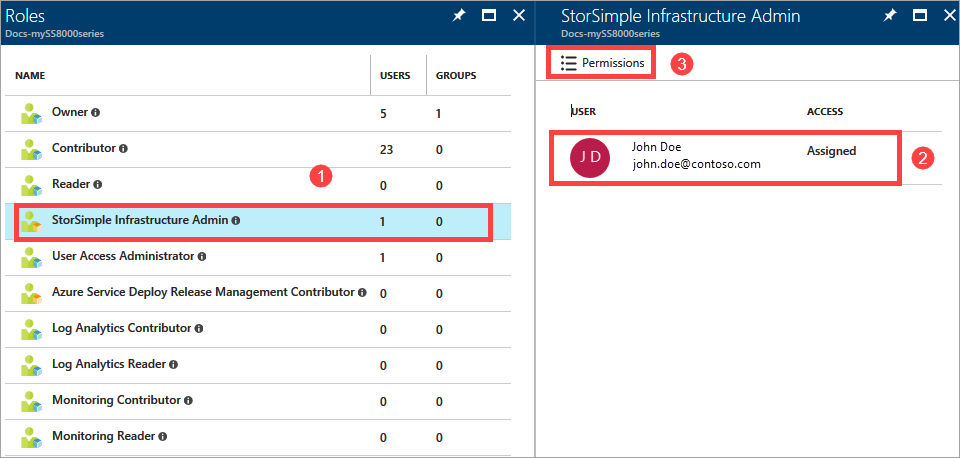 Roles
Docs-mySS8000series
NAME USERS GROUPS
Owner 5 1
Contributor 23 0
Reader 0 0
1
StorSimple Infrastructure Admin 1 0
User Access Administrator 1 0
Azure Service Deploy Release Management Contributor 0 0
Log Analytics Contributor 0 0
Log Analytics Reader 0 0
Monitoring Contributor 0 0
Monitoring Reader 0 0
StorSimple Infrastructure Admin
Docs-mySS8000series
Permissions 3
USER ACCESS
J D
John Doe
john.doe@contoso.com
Assigned
2